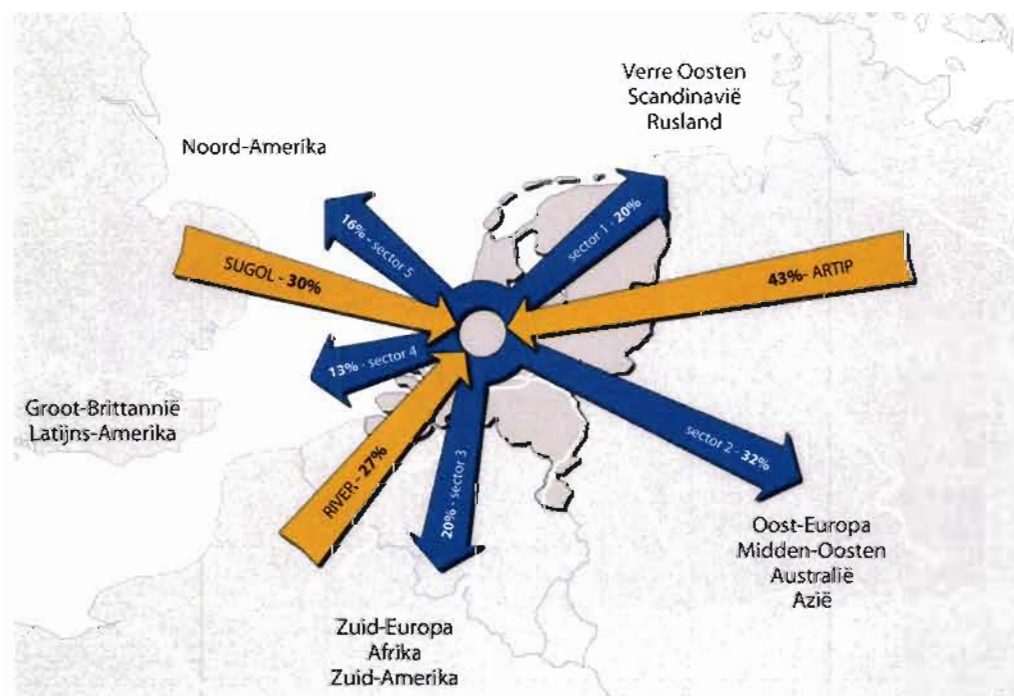 Verre Oosten
Scandinavië
Rusland
Noord-Amerika
16% - sector 5
sector 1 - 20%
SUGOL - 30%
43%- ARTIP
13% - sector 4
Groot-Brittannië
Latijns-Amerika
RIVER - 27%
20% - sector 3
sector 2 - 32%
Oost-Europa
Midden-Oosten
Australië
Azië
Zuid-Europa
Afrika
Zuid-Amerika